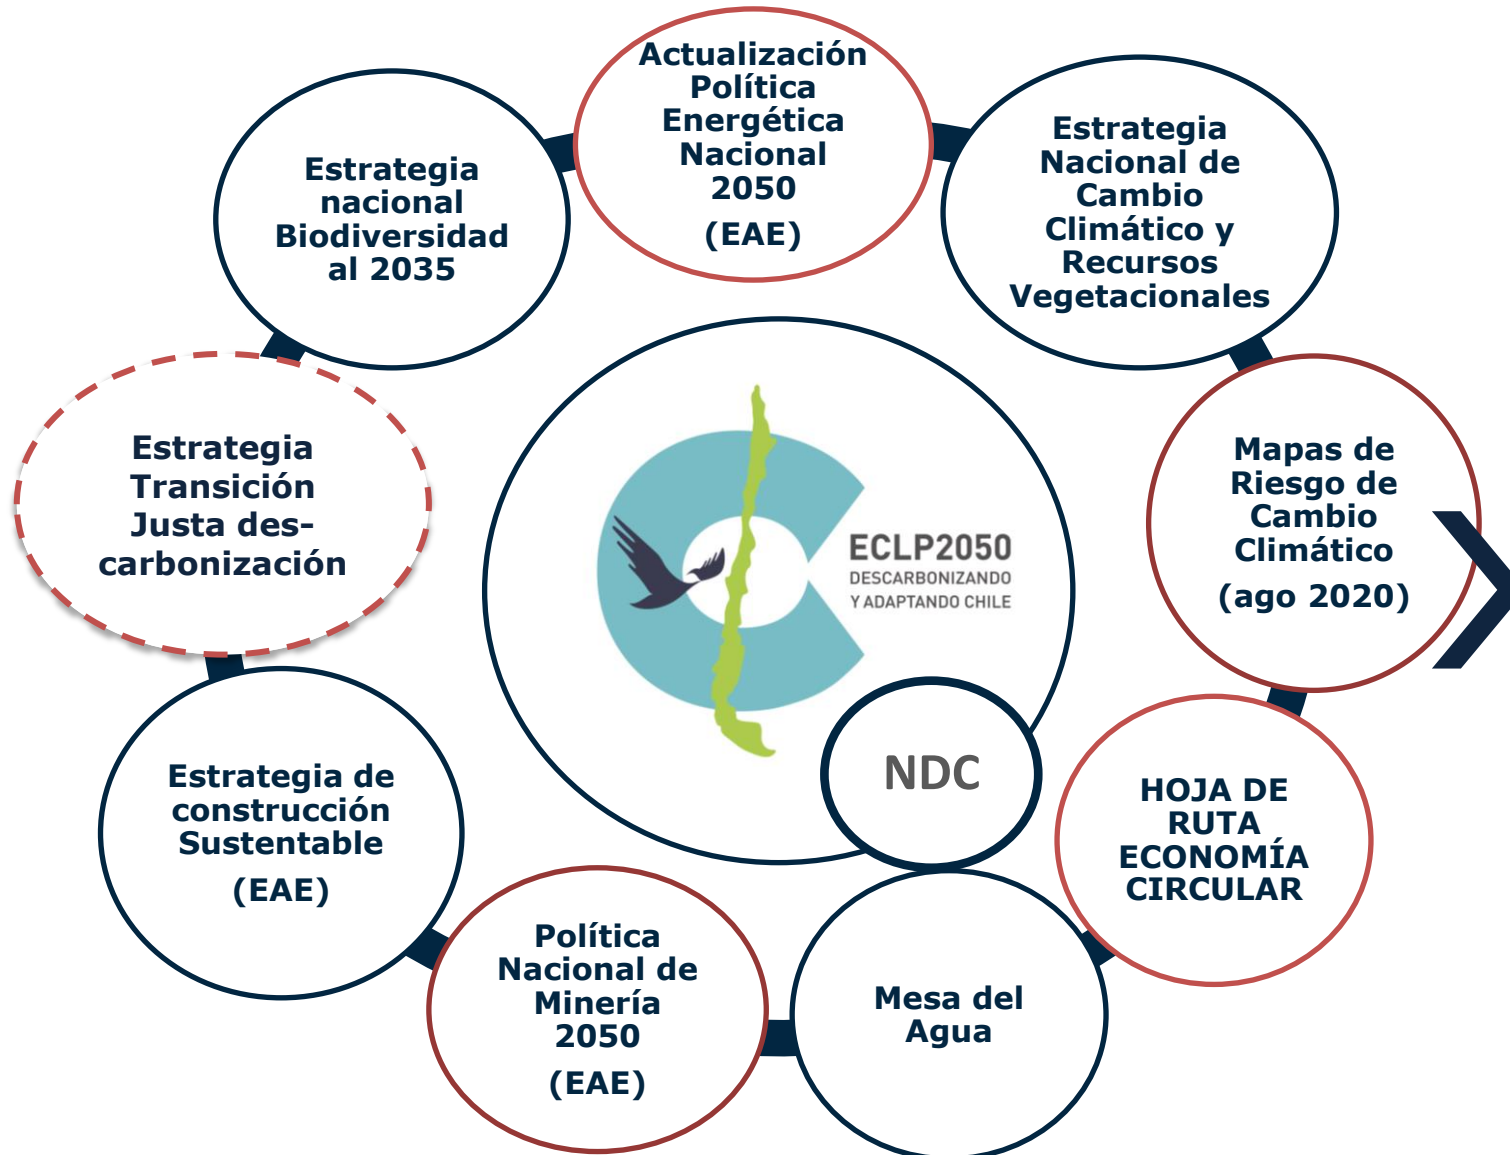 Actualización
Política
Energética
Nacional
2050
(EAE)
Estrategia
Nacional de
Cambio
Climático y
Recursos
Vegetacionales
Mapas de
Riesgo de
Cambio
Climático
(ago 2020)
HOJA DE
RUTA
ECONOMÍA
CIRCULAR
Mesa del
Agua
Política
Nacional de
Minería
2050
(EAE)
Estrategia de
construcción
Sustentable
(EAE)
Estrategia
Transición
Justa des-
carbonización
Estrategia
nacional
Biodiversidad
al 2035
ECLP2050
DESCARBONIZANDO
Y ADAPTANDO CHILE
NDC